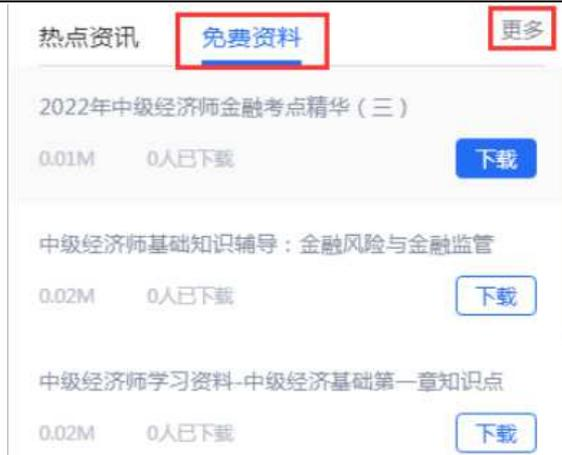 热点资讯 免费资料 更多
2022年中级经济师金融考点精华（三）
0.01M 0人已下载 下载
中级经济师基础知识辅导：金融风险与金融监管
0.02M 0人已下载 下载
中级经济师学习资料-中级经济基础第一章知识点
0.02M 0人已下载 下载